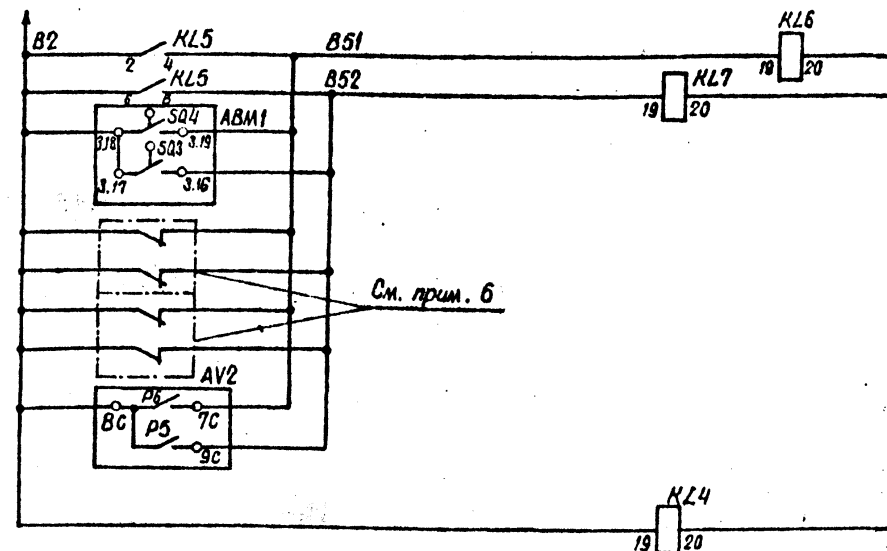 KL6
B2
KL5
B51
2
4
19
20
KL5
B52
KL7
6
8
19
20
SQ4
ABM1
3.18
3.19
SQ3
3.17
3.16
См. прим. 6
AV2
P6
8C
7C
P5
9C
KL4
19
20